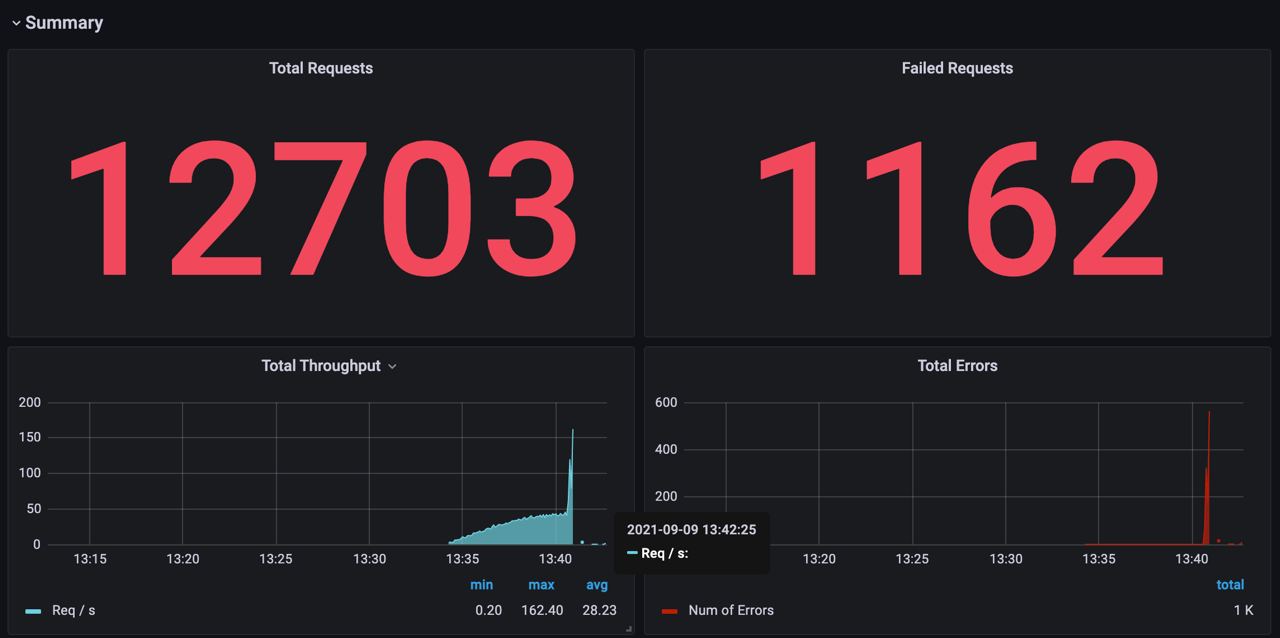 Summary
Total Requests
12703
Failed Requests
1162
Total Throughput
200
150
100
50
0
13:15 13:20 13:25 13:30 13:35 13:40
min max avg
Req / s 0.20 162.40 28.23
Total Errors
600
400
200
2021-09-09 13:42:25
Req / s:
13:20 13:25 13:30 13:35 13:40
total
Num of Errors 1 K